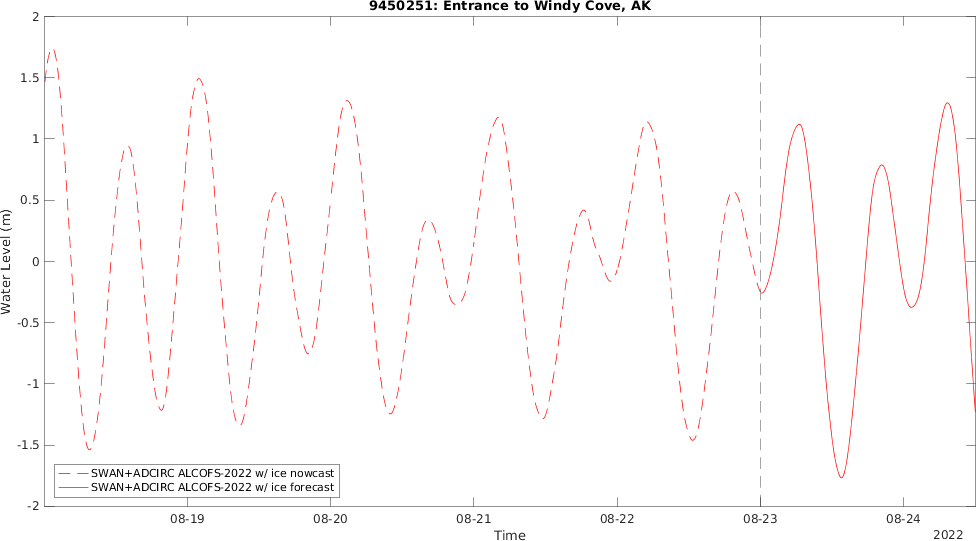 9450251: Entrance to Windy Cove, AK
2
1.5
1
0.5
0
-0.5
-1
-1.5
-2
Water Level (m)
SWAN+ADCIRC ALCOFS-2022 w/ ice nowcast
SWAN+ADCIRC ALCOFS-2022 w/ ice forecast
08-19 08-20 08-21 08-22 08-23 08-24
Time
2022